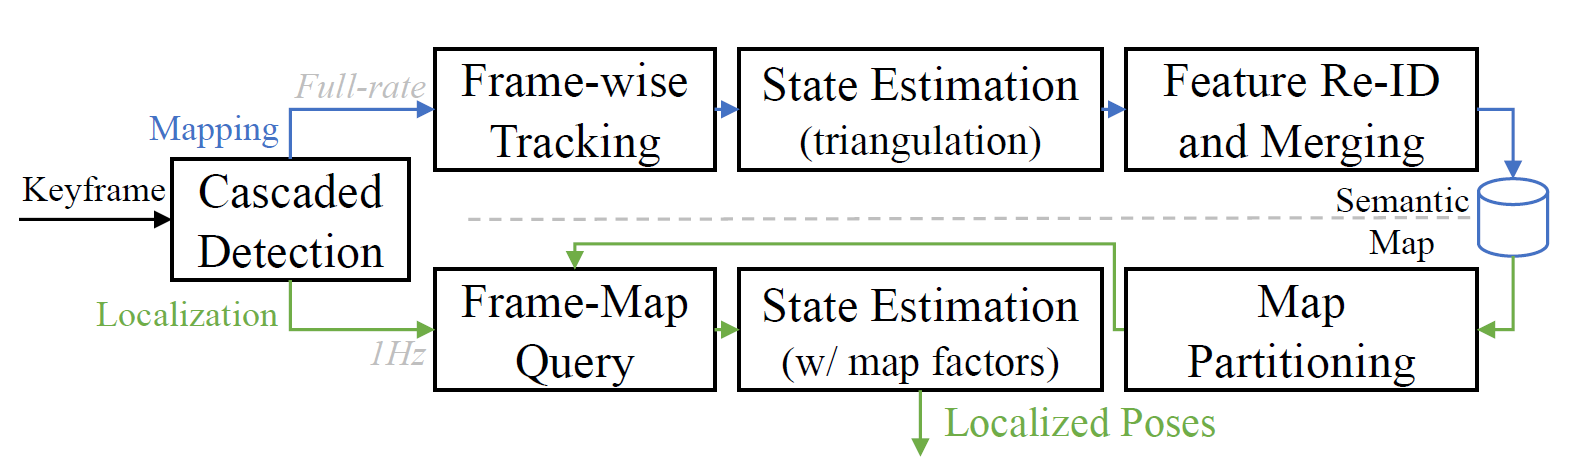 Full-rate
Mapping
Frame-wise
Tracking
State Estimation
(triangulation)
Feature Re-ID
and Merging
Keyframe
Cascaded
Detection
Semantic
Map
Localization
1Hz
Frame-Map
Query
State Estimation
(w/ map factors)
Map
Partitioning
Localized Poses